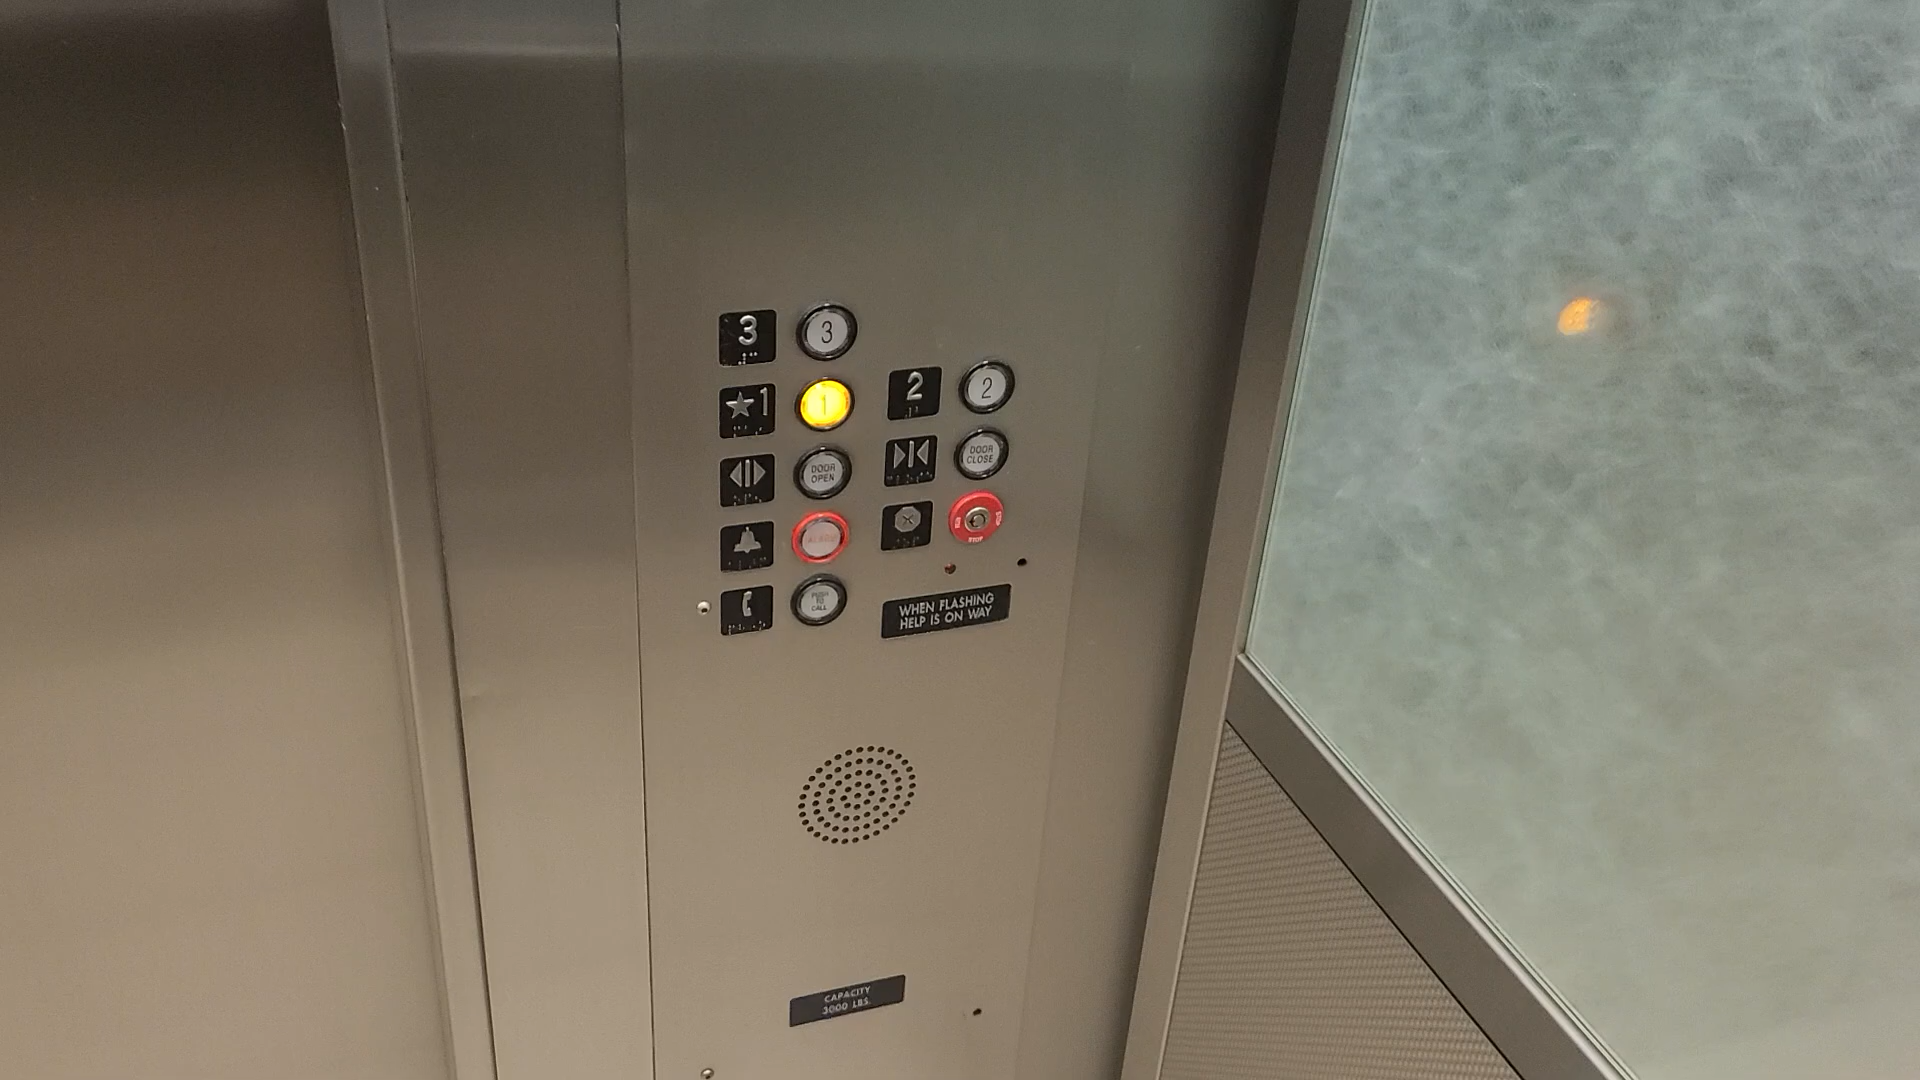 3 3
★1 1
2 2
DOOR
OPEN
DOOR
CLOSE
ALARM
STOP
PUSH
TO
CALL
WHEN FLASHING
HELP IS ON WAY
CAPACITY
3000 LBS.